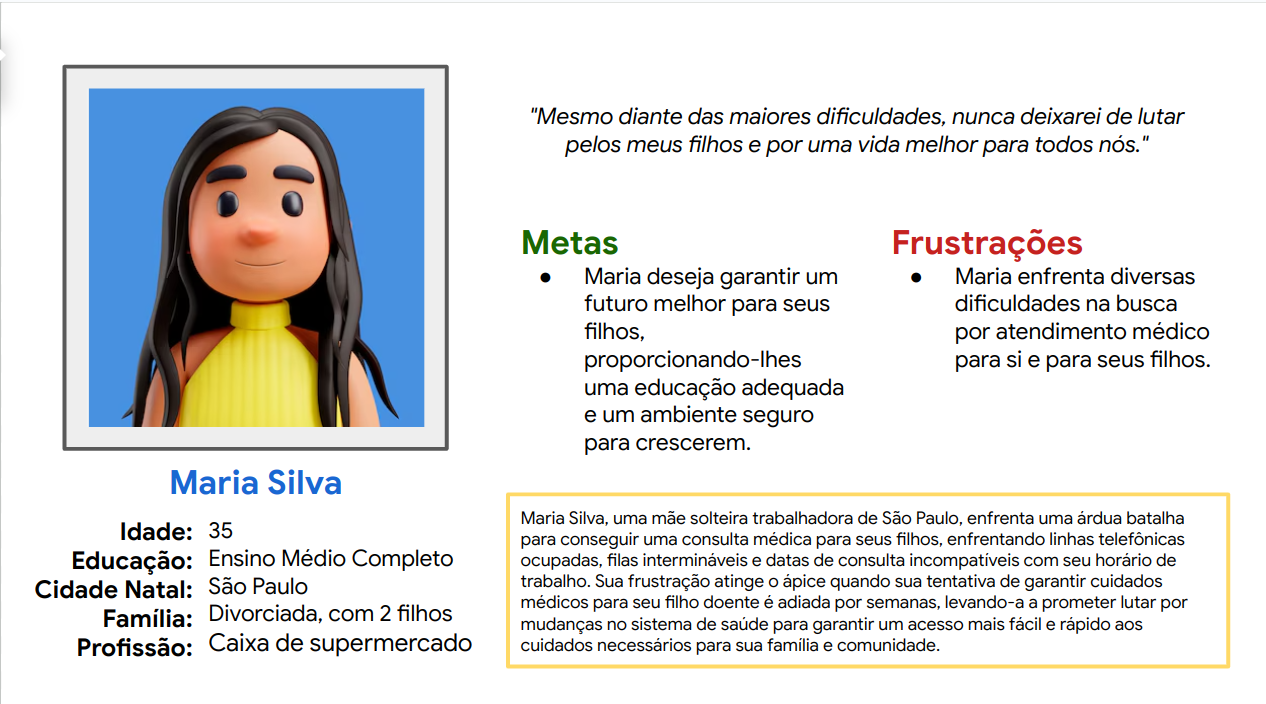 "Mesmo diante das maiores dificuldades, nunca deixarei de lutar
pelos meus filhos e por uma vida melhor para todos nós."
Metas
● Maria deseja garantir um
futuro melhor para seus
filhos,
proporcionando-lhes
uma educação adequada
e um ambiente seguro
para crescerem.
Frustrações
● Maria enfrenta diversas
dificuldades na busca
por atendimento médico
para si e para seus filhos.
Maria Silva
Idade: 35
Educação: Ensino Médio Completo
Cidade Natal: São Paulo
Família: Divorciada, com 2 filhos
Profissão: Caixa de supermercado
Maria Silva, uma mãe solteira trabalhadora de São Paulo, enfrenta uma árdua batalha
para conseguir uma consulta médica para seus filhos, enfrentando linhas telefônicas
ocupadas, filas intermináveis e datas de consulta incompatíveis com seu horário de
trabalho. Sua frustração atinge o ápice quando sua tentativa de garantir cuidados
médicos para seu filho doente é adiada por semanas, levando-a a prometer lutar por
mudanças no sistema de saúde para garantir um acesso mais fácil e rápido aos
cuidados necessários para sua família e comunidade.